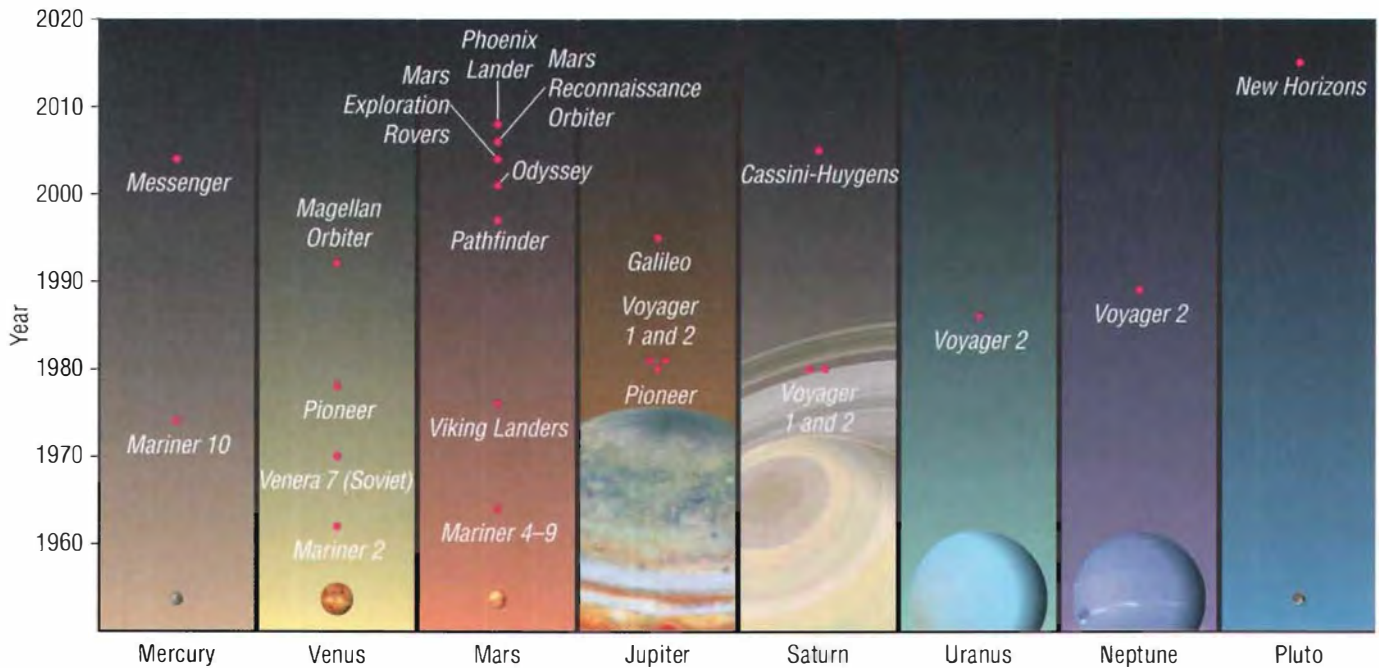 2020
2010
2000
1990
1980
1970
1960
Year
Messenger
Mariner 10
Magellan
Orbiter
Pioneer
Venera 7 (Soviet)
Mariner 2
Phoenix
Lander
Mars
Reconnaissance
Orbiter
Mars
Exploration
Rovers
Odyssey
Pathfinder
Viking Landers
Mariner 4–9
Galileo
Voyager
1 and 2
Pioneer
Cassini-Huygens
Voyager
1 and 2
Voyager 2
Voyager 2
New Horizons
Mercury
Venus
Mars
Jupiter
Saturn
Uranus
Neptune
Pluto